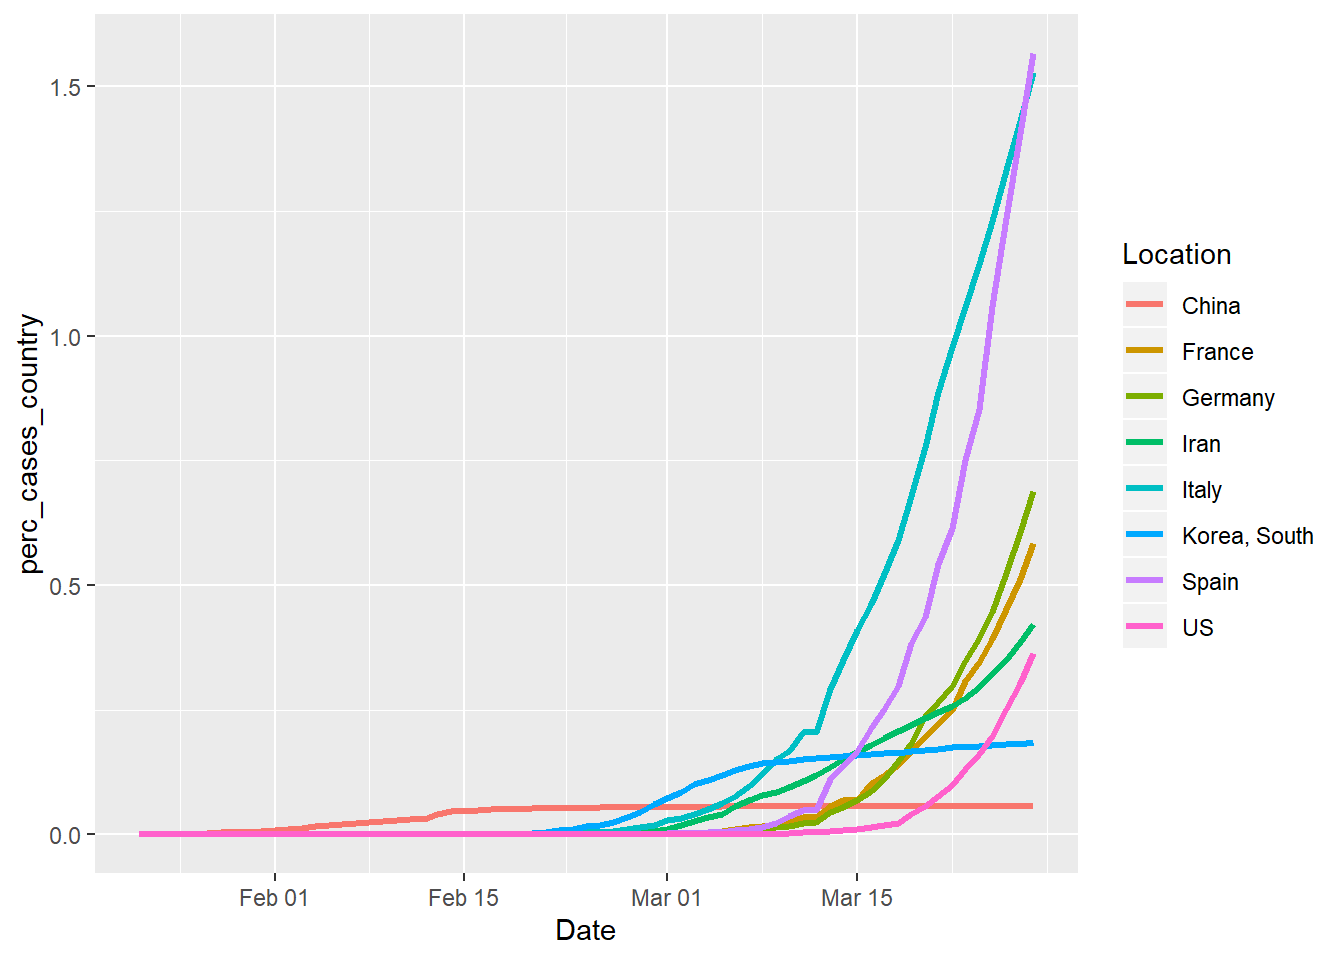 perc_cases_country
1.5
1.0
0.5
0.0
Feb 01
Feb 15
Mar 01
Mar 15
Date
Location
China
France
Germany
Iran
Italy
Korea, South
Spain
US